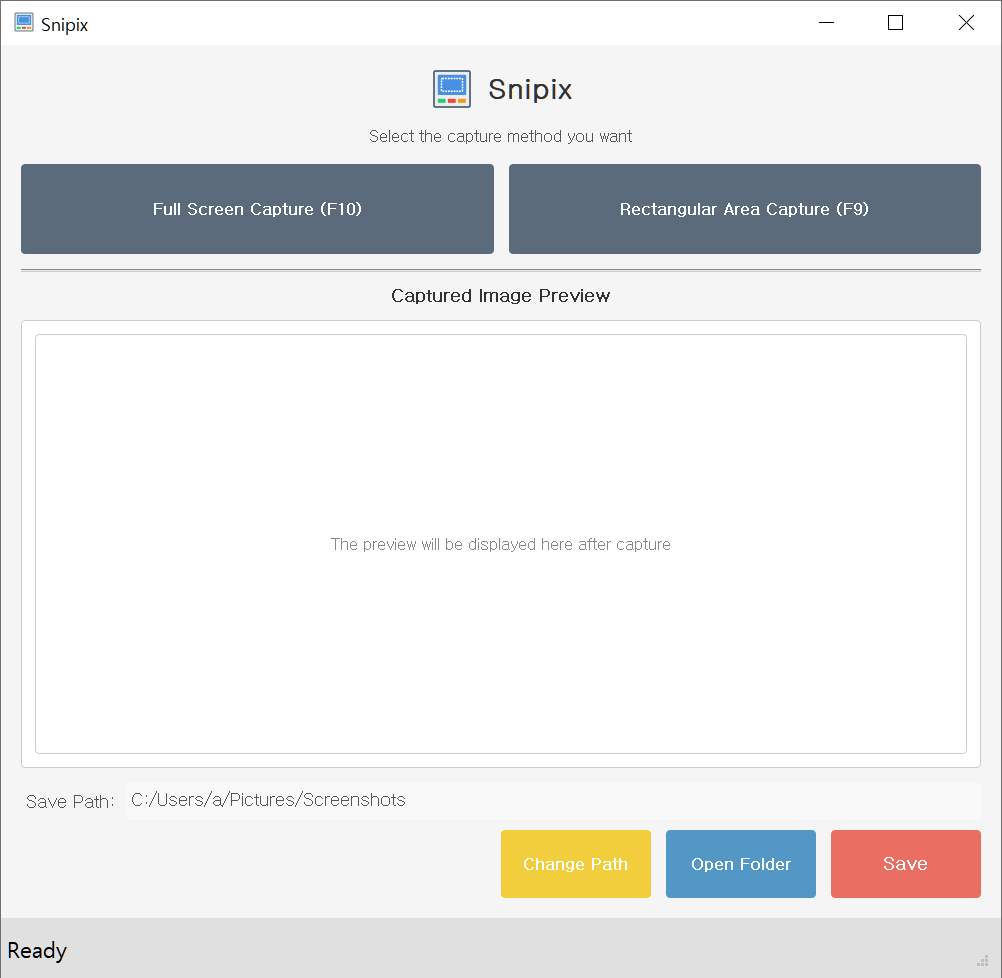 Snipix
Snipix
Select the capture method you want
Full Screen Capture (F10)
Rectangular Area Capture (F9)
Captured Image Preview
The preview will be displayed here after capture
Save Path: C:/Users/a/Pictures/Screenshots
Change Path
Open Folder
Save
Ready